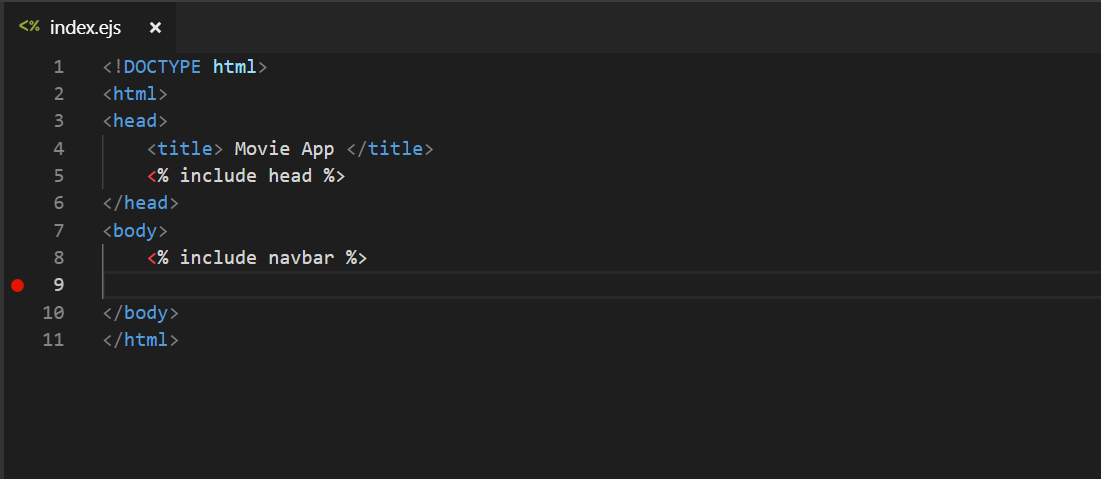 <% index.ejs ×
1 <!DOCTYPE html>
2 <html>
3 <head>
4     <title> Movie App </title>
5     <% include head %>
6 </head>
7 <body>
8     <% include navbar %>
9
10 </body>
11 </html>